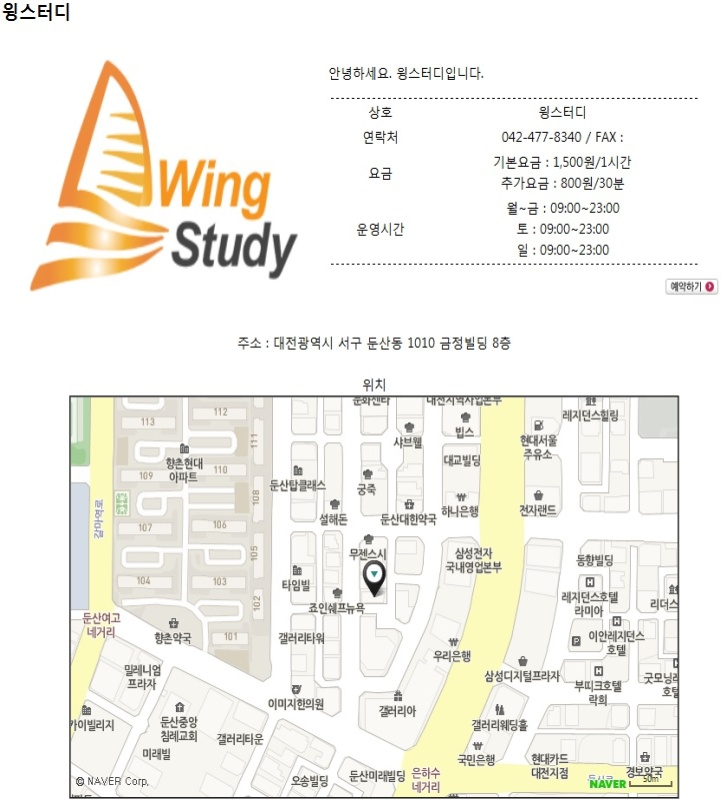 윙스터디
안녕하세요. 윙스터디입니다.
상호 윙스터디
연락처 042-477-8340 / FAX :
요금 기본요금 : 1,500원/1시간
추가요금 : 800원/30분
운영시간 월~금 : 09:00~23:00
토 : 09:00~23:00
일 : 09:00~23:00
Wing
Study
예약하기
주소 : 대전광역시 서구 둔산동 1010 금정빌딩 8층
위치
문화센타
대전지역사업본부
113
112
111
샤브웰
빕스
현대서울
주유소
레지던스힐링
향촌현대
아파트
109
110
108
둔산탑클래스
궁죽
대교빌딩
갈마역로
107
106
설해돈
둔산대한약국
하나은행
전자랜드
105
무젠스시
삼성전자
국내영업본부
동향빌딩
104
103
102
타임빌
죠인쉐프뉴욕
레지던스호텔
라미아
리더스
둔산여고
네거리
향촌약국
101
갤러리타워
우리은행
이안레지던스
호텔
밀레니엄
프라자
삼성디지털프라자
부띠크호텔
락희
굿모닝레
호텔
이미지한의원
갤러리아
카이빌리지
둔산중앙
침례교회
갤러리티운
갤러리웨딩홀
미래빌
국민은행
© NAVER Corp.
오송빌딩
둔산미래빌딩
은하수
네거리
현대카드
대전지점
경보약국
NAVER
50m